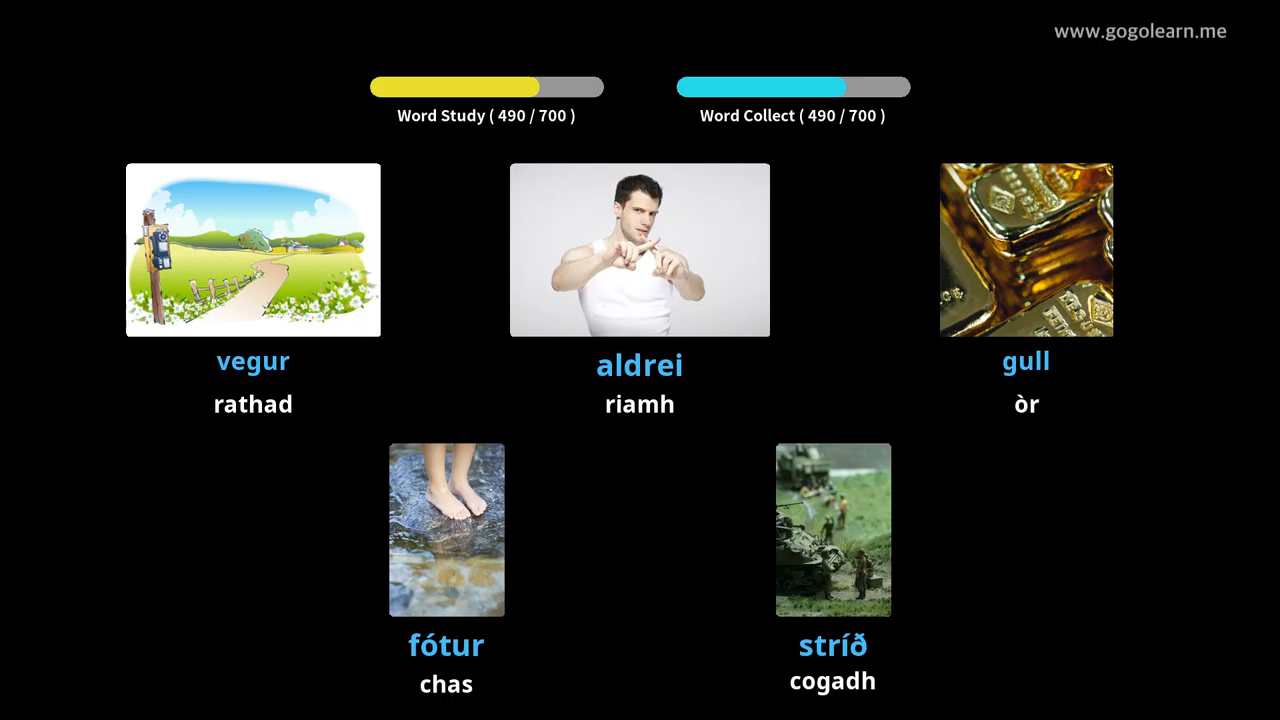 www.gogolearn.me
Word Study ( 490 / 700 )
Word Collect ( 490 / 700 )
vegur
rathad
aldrei
riamh
gull
òr
fótur
chas
stríð
cogadh